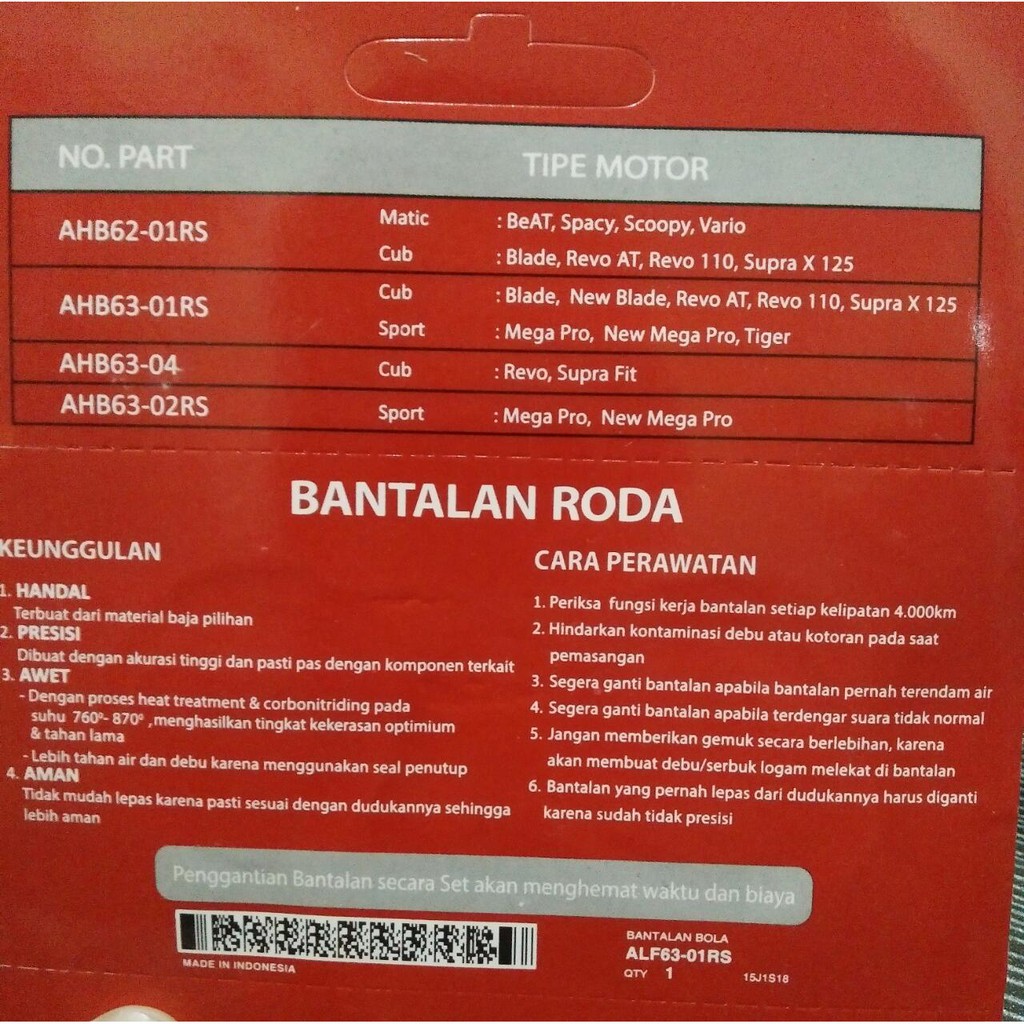 NO. PART TIPE MOTOR
AHB62-01RS Matic : BeAT, Spacy, Scoopy, Vario
Cub : Blade, Revo AT, Revo 110, Supra X 125
AHB63-01RS Cub : Blade, New Blade, Revo AT, Revo 110, Supra X 125
Sport : Mega Pro, New Mega Pro, Tiger
AHB63-04 Cub : Revo, Supra Fit
AHB63-02RS Sport : Mega Pro, New Mega Pro
BANTALAN RODA
KEUNGGULAN
1. HANDAL
Terbuat dari material baja pilihan
2. PRESISI
Dibuat dengan akurasi tinggi dan pasti pas dengan komponen terkait
3. AWET
- Dengan proses heat treatment & corbonitriding pada
suhu 760°- 870° ,menghasilkan tingkat kekerasan optimium
& tahan lama
- Lebih tahan air dan debu karena menggunakan seal penutup
4. AMAN
Tidak mudah lepas karena pasti sesuai dengan dudukannya sehingga
lebih aman
CARA PERAWATAN
1. Periksa fungsi kerja bantalan setiap kelipatan 4.000km
2. Hindarkan kontaminasi debu atau kotoran pada saat
pemasangan
3. Segera ganti bantalan apabila bantalan pernah terendam air
4. Segera ganti bantalan apabila terdengar suara tidak normal
5. Jangan memberikan gemuk secara berlebihan, karena
akan membuat debu/serbuk logam melekat di bantalan
6. Bantalan yang pernah lepas dari dudukannya harus diganti
karena sudah tidak presisi
Penggantian Bantalan secara Set akan menghemat waktu dan biaya
MADE IN INDONESIA
BANTALAN BOLA
ALF63-01RS
QTY 1 15J1S18